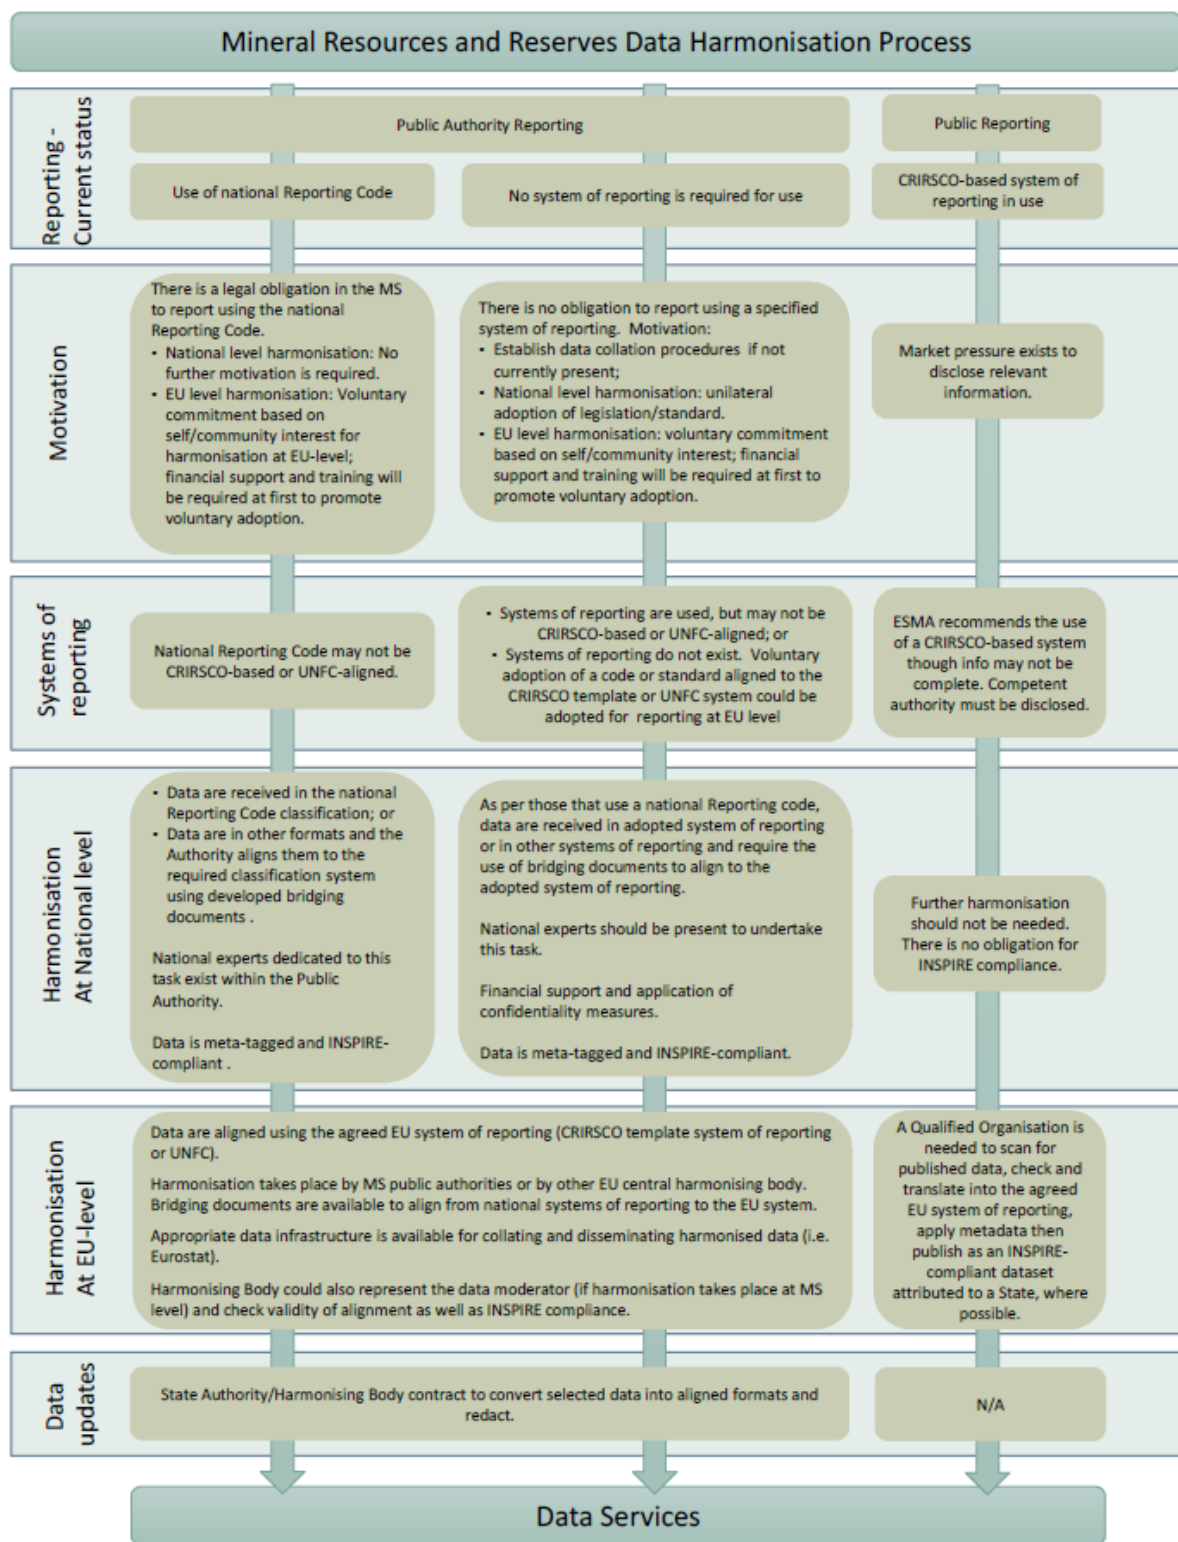 Mineral Resources and Reserves Data Harmonisation Process
Reporting -
Current status
Public Authority Reporting
Public Reporting
Use of national Reporting Code
No system of reporting is required for use
CRIRSCO-based system of
reporting in use
Motivation
There is a legal obligation in the MS
to report using the national
Reporting Code.
▪ National level harmonisation: No
further motivation is required.
▪ EU level harmonisation: Voluntary
commitment based on
self/community interest for
harmonisation at EU-level;
financial support and training will
be required at first to promote
voluntary adoption.
There is no obligation to report using a specified
system of reporting. Motivation:
▪ Establish data collation procedures if not
currently present;
▪ National level harmonisation: unilateral
adoption of legislation/standard.
▪ EU level harmonisation: voluntary commitment
based on self/community interest; financial
support and training will be required at first to
promote voluntary adoption.
Market pressure exists to
disclose relevant
information.
Systems of
reporting
National Reporting Code may not be
CRIRSCO-based or UNFC-aligned.
▪ Systems of reporting are used, but may not be
CRIRSCO-based or UNFC-aligned; or
▪ Systems of reporting do not exist. Voluntary
adoption of a code or standard aligned to the
CRIRSCO template or UNFC system could be
adopted for reporting at EU level
ESMA recommends the use
of a CRIRSCO-based system
though info may not be
complete. Competent
authority must be disclosed.
Harmonisation
At National level
▪ Data are received in the national
Reporting Code classification; or
▪ Data are in other formats and the
Authority aligns them to the
required classification system
using developed bridging
documents .
National experts dedicated to this
task exist within the Public
Authority.
Data is meta-tagged and INSPIRE-
compliant .
As per those that use a national Reporting code,
data are received in adopted system of reporting
or in other systems of reporting and require the
use of bridging documents to align to the
adopted system of reporting.
National experts should be present to undertake
this task.
Financial support and application of
confidentiality measures.
Data is meta-tagged and INSPIRE-compliant.
Further harmonisation
should not be needed.
There is no obligation for
INSPIRE compliance.
Harmonisation
At EU-level
Data are aligned using the agreed EU system of reporting (CRIRSCO template system of reporting
or UNFC).
Harmonisation takes place by MS public authorities or by other EU central harmonising body.
Bridging documents are available to align from national systems of reporting to the EU system.
Appropriate data infrastructure is available for collating and disseminating harmonised data (i.e.
Eurostat).
Harmonising Body could also represent the data moderator (if harmonisation takes place at MS
level) and check validity of alignment as well as INSPIRE compliance.
A Qualified Organisation is
needed to scan for
published data, check and
translate into the agreed
EU system of reporting,
apply metadata then
publish as an INSPIRE-
compliant dataset
attributed to a State, where
possible.
Data
updates
State Authority/Harmonising Body contract to convert selected data into aligned formats and
redact.
N/A
Data Services